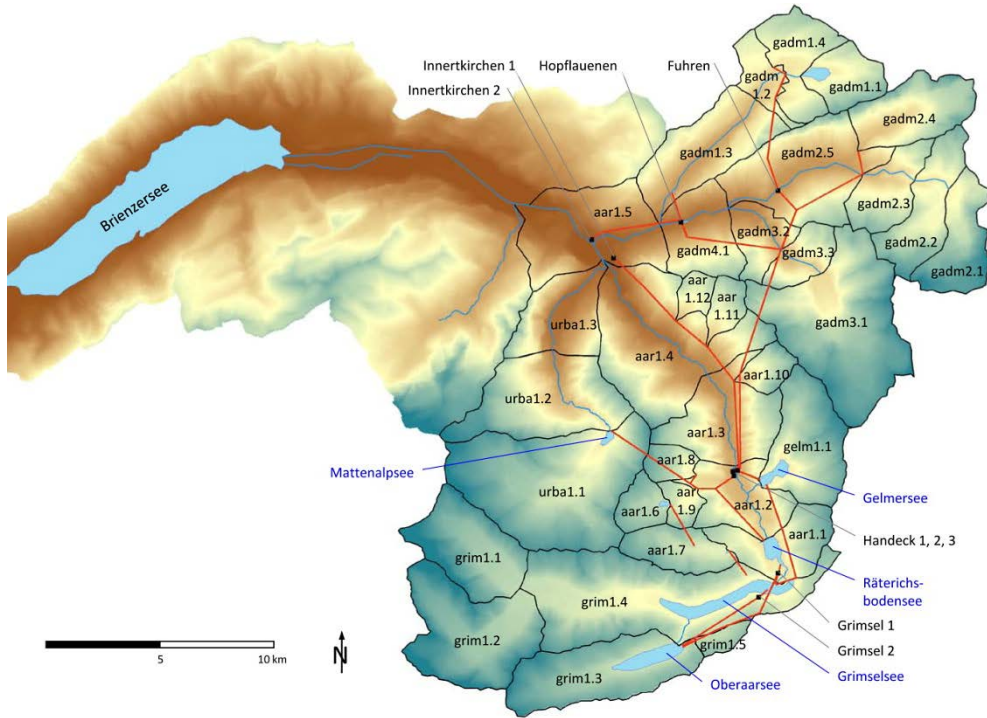 gadm1.4
Innertkirchen 1
Hopflauenen
Fuhren
gadm
1.2
gadm1.1
Innertkirchen 2
gadm2.4
gadm1.3
gadm2.5
Brienzersee
gadm2.3
aar1.5
gadm3.2
gadm4.1
gadm3.3
gadm2.2
gadm2.1
aar
1.12
aar
1.11
urba1.3
gadm3.1
aar1.4
aar1.10
urba1.2
aar1.3
gelm1.1
Mattenalpsee
aar1.8
urba1.1
aar
1.9
aar1.2
Gelmersee
aar1.6
aar1.1
Handeck 1, 2, 3
aar1.7
grim1.1
Räterichs-
bodensee
grim1.4
Grimsel 1
grim1.2
grim1.5
Grimsel 2
5
10 km
N
grim1.3
Oberaarsee
Grimselsee